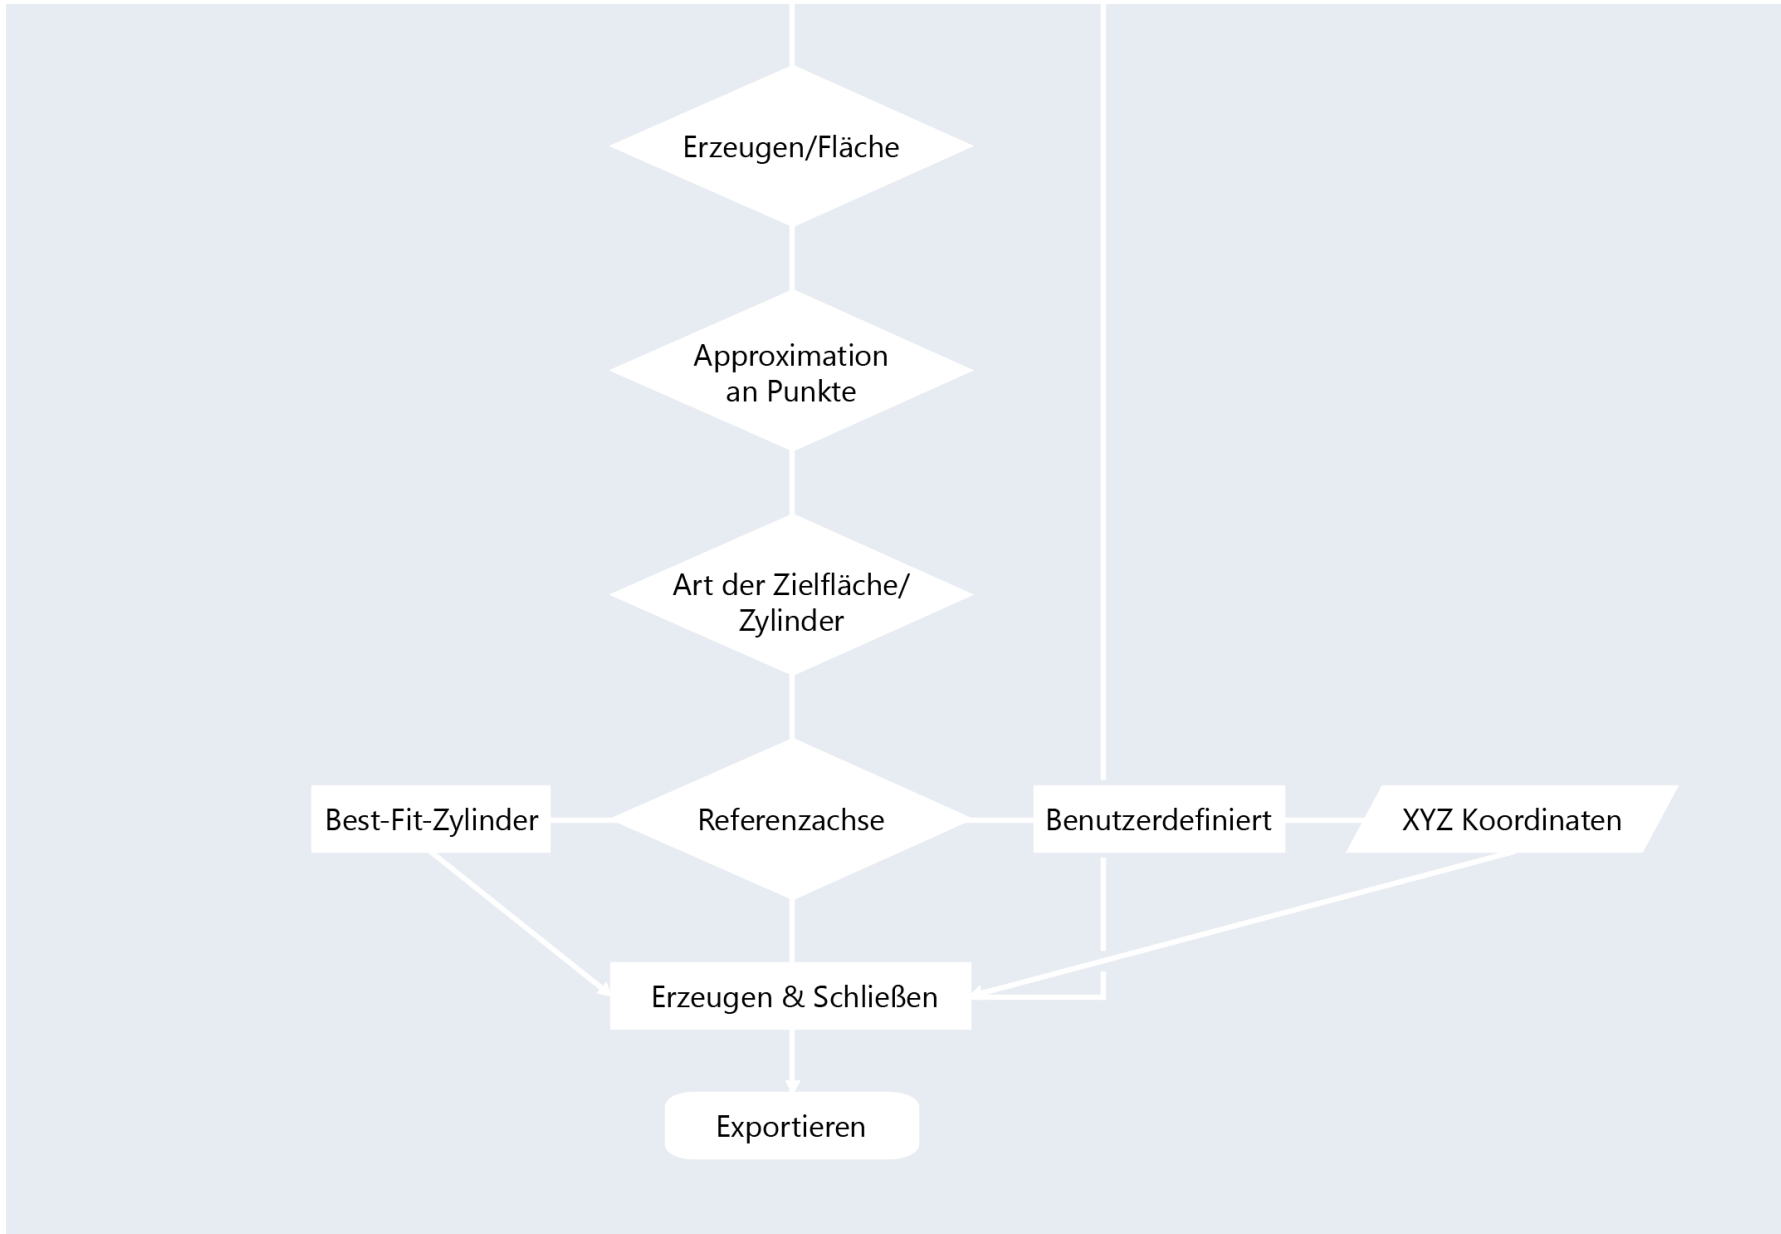 Erzeugen/Fläche
Approximation
an Punkte
Art der Zielfläche/
Zylinder
Best-Fit-Zylinder
Referenzachse
Benutzerdefiniert
XYZ Koordinaten
Erzeugen & Schließen
Exportieren